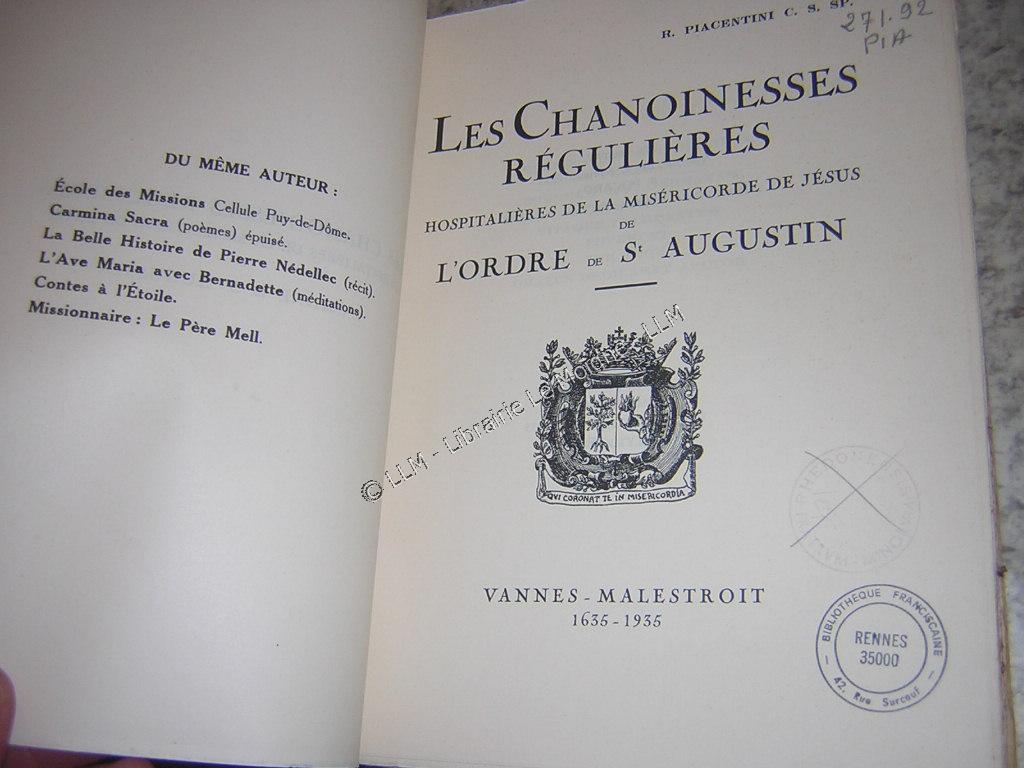 DU MÊME AUTEUR :
École des Missions Cellule Puy-de-Dôme.
Carmina Sacra (poèmes) épuisé.
La Belle Histoire de Pierre Nédellec (récit).
L'Ave Maria avec Bernadette (méditations).
Contes à l'Étoile.
Missionnaire : Le Père Mell.
R. PIACENTINI C. S. SP.
271.92
PIA
LES CHANOINESSES
RÉGULIÈRES
HOSPITALIÈRES DE LA MISÉRICORDE DE JÉSUS
DE
L'ORDRE DE St AUGUSTIN
QUI CORONAT TE IN MISERICORDIA
VANNES - MALESTROIT
1635 - 1935
BIBLIOTHEQUE FRANCISCAINE
RENNES
35000
- 42, Rue Surcouf -
© LLM - Librairie Le - LLM